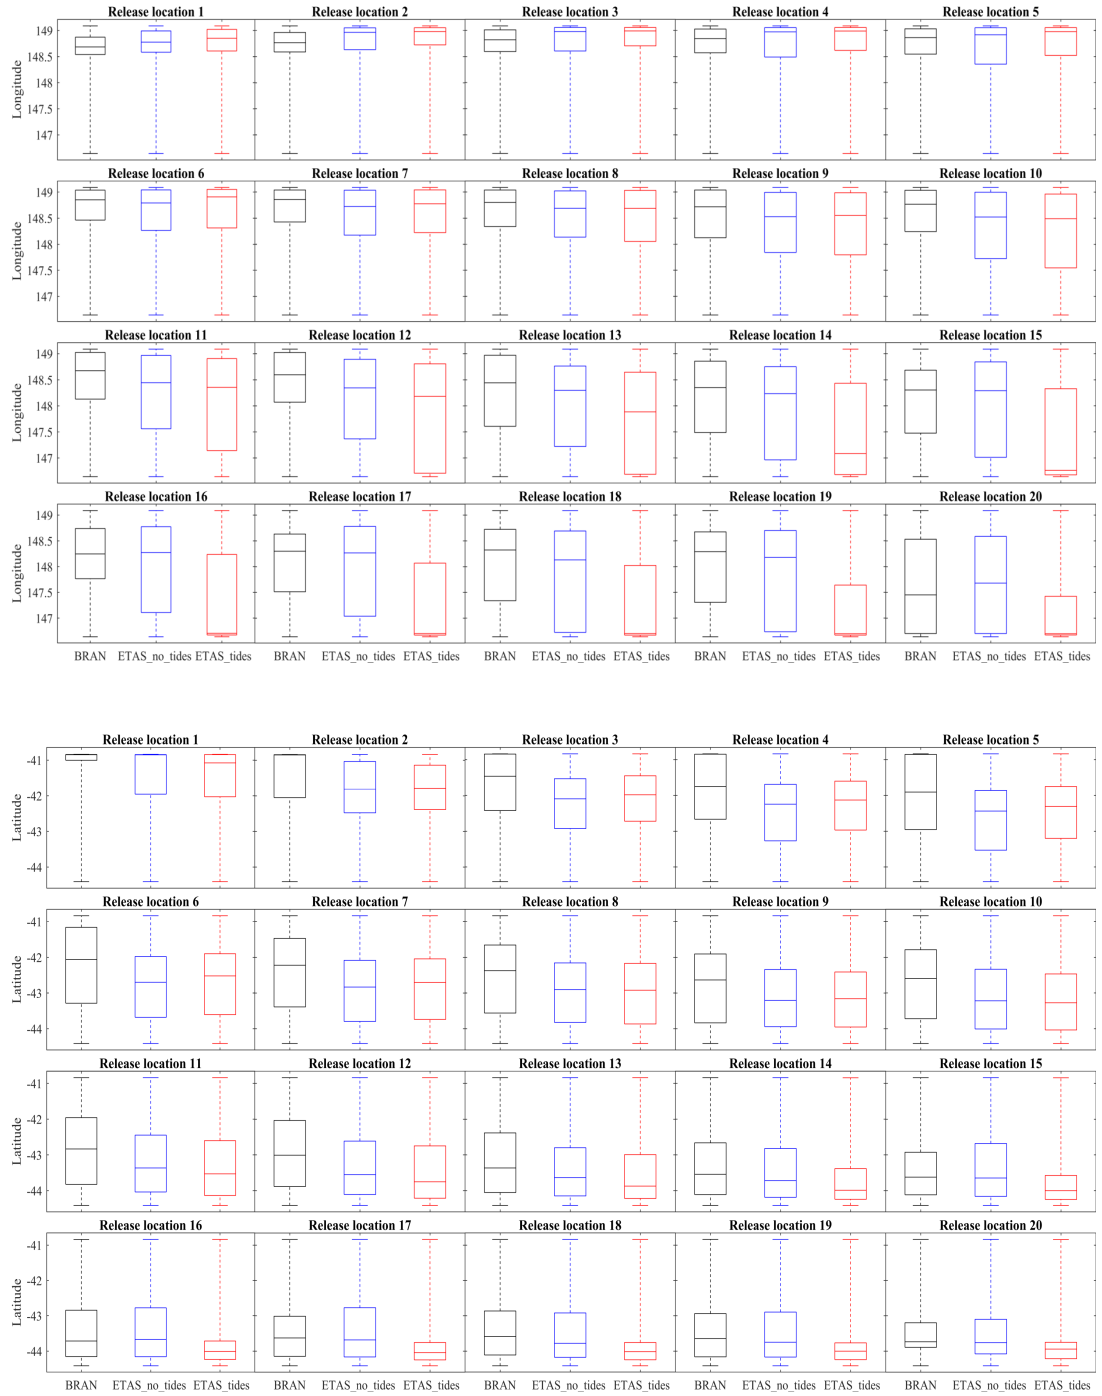 Release location 1 Release location 2 Release location 3 Release location 4 Release location 5
149
148.5
148
147.5
147
Longitude
Release location 6 Release location 7 Release location 8 Release location 9 Release location 10
149
148.5
148
147.5
147
Longitude
Release location 11 Release location 12 Release location 13 Release location 14 Release location 15
149
148.5
148
147.5
147
Longitude
Release location 16 Release location 17 Release location 18 Release location 19 Release location 20
149
148.5
148
147.5
147
Longitude
BRAN ETAS_no_tides ETAS_tides BRAN ETAS_no_tides ETAS_tides BRAN ETAS_no_tides ETAS_tides BRAN ETAS_no_tides ETAS_tides BRAN ETAS_no_tides ETAS_tides
Release location 1 Release location 2 Release location 3 Release location 4 Release location 5
-41
-42
-43
-44
Latitude
Release location 6 Release location 7 Release location 8 Release location 9 Release location 10
-41
-42
-43
-44
Latitude
Release location 11 Release location 12 Release location 13 Release location 14 Release location 15
-41
-42
-43
-44
Latitude
Release location 16 Release location 17 Release location 18 Release location 19 Release location 20
-41
-42
-43
-44
Latitude
BRAN ETAS_no_tides ETAS_tides BRAN ETAS_no_tides ETAS_tides BRAN ETAS_no_tides ETAS_tides BRAN ETAS_no_tides ETAS_tides BRAN ETAS_no_tides ETAS_tides